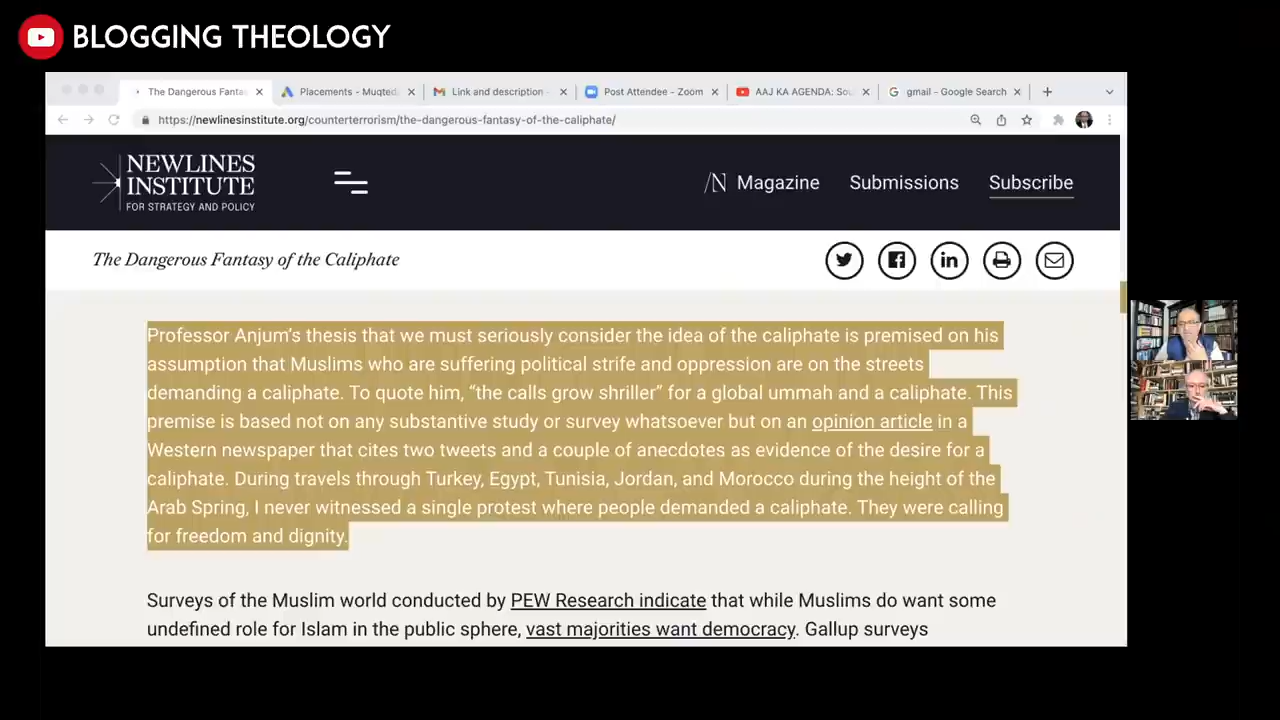 BLOGGING THEOLOGY
The Dangerous Fanta
Placements - Muqted
Link and description -
Post Attendee - Zoom
AAJ KA AGENDA: Sou
gmail - Google Search
https://newlinesinstitute.org/counterterrorism/the-dangerous-fantasy-of-the-caliphate/
NEWLINES
INSTITUTE
FOR STRATEGY AND POLICY
/N Magazine
Submissions
Subscribe
The Dangerous Fantasy of the Caliphate
Professor Anjum's thesis that we must seriously consider the idea of the caliphate is premised on his
assumption that Muslims who are suffering political strife and oppression are on the streets
demanding a caliphate. To quote him, “the calls grow shriller” for a global ummah and a caliphate. This
premise is based not on any substantive study or survey whatsoever but on an opinion article in a
Western newspaper that cites two tweets and a couple of anecdotes as evidence of the desire for a
caliphate. During travels through Turkey, Egypt, Tunisia, Jordan, and Morocco during the height of the
Arab Spring, I never witnessed a single protest where people demanded a caliphate. They were calling
for freedom and dignity.
Surveys of the Muslim world conducted by PEW Research indicate that while Muslims do want some
undefined role for Islam in the public sphere, vast majorities want democracy. Gallup surveys